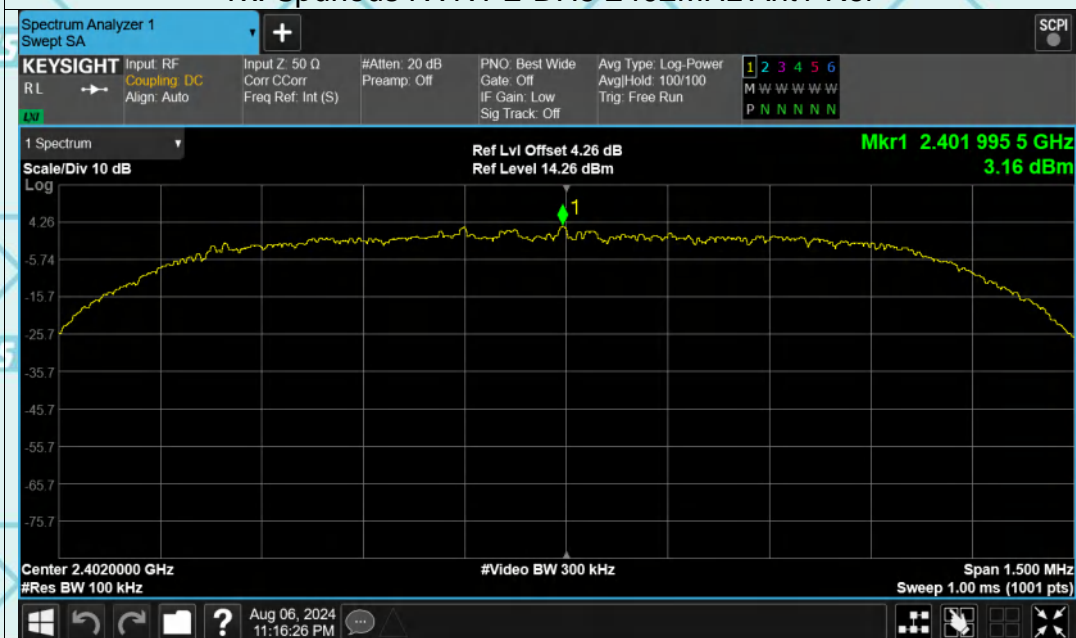 Spectrum Analyzer 1
Swept SA
+
SCPI
KEYSIGHT
R L
LXI
Input: RF
Coupling: DC
Align: Auto
Input Z: 50 Ω
Corr CCorr
Freq Ref: Int (S)
#Atten: 20 dB
Preamp: Off
PNO: Best Wide
Gate: Off
IF Gain: Low
Sig Track: Off
Avg Type: Log-Power
Avg|Hold: 100/100
Trig: Free Run
1 2 3 4 5 6
M W W W W W
P N N N N N
1 Spectrum
Scale/Div 10 dB
Log
Ref Lvl Offset 4.26 dB
Ref Level 14.26 dBm
Mkr1 2.401 995 5 GHz
3.16 dBm
1
4.26
-5.74
-15.7
-25.7
-35.7
-45.7
-55.7
-65.7
-75.7
Center 2.4020000 GHz
#Res BW 100 kHz
#Video BW 300 kHz
Span 1.500 MHz
Sweep 1.00 ms (1001 pts)
?
Aug 06, 2024
11:16:26 PM